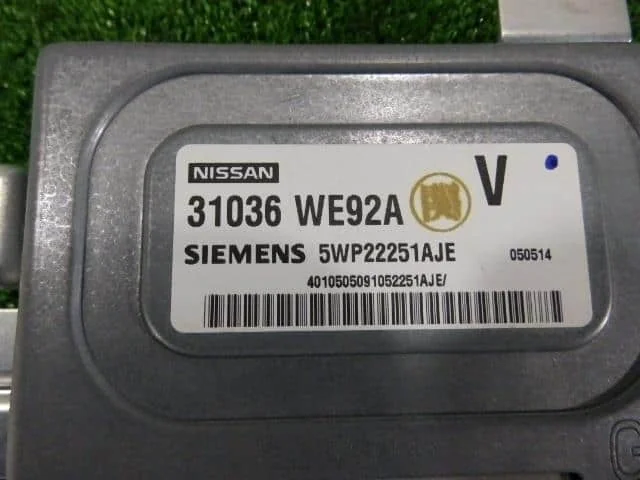 NISSAN
31036 WE92A V
SIEMENS 5WP22251AJE 050514
4010505091052251AJE/
G